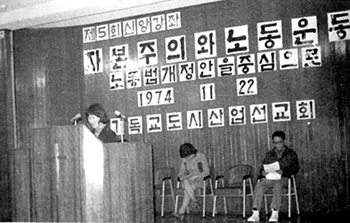 제5회신앙강좌
자본주의와노동운동
노동법개정안을중심으로
1974 11 22
기독교도시산업선교회